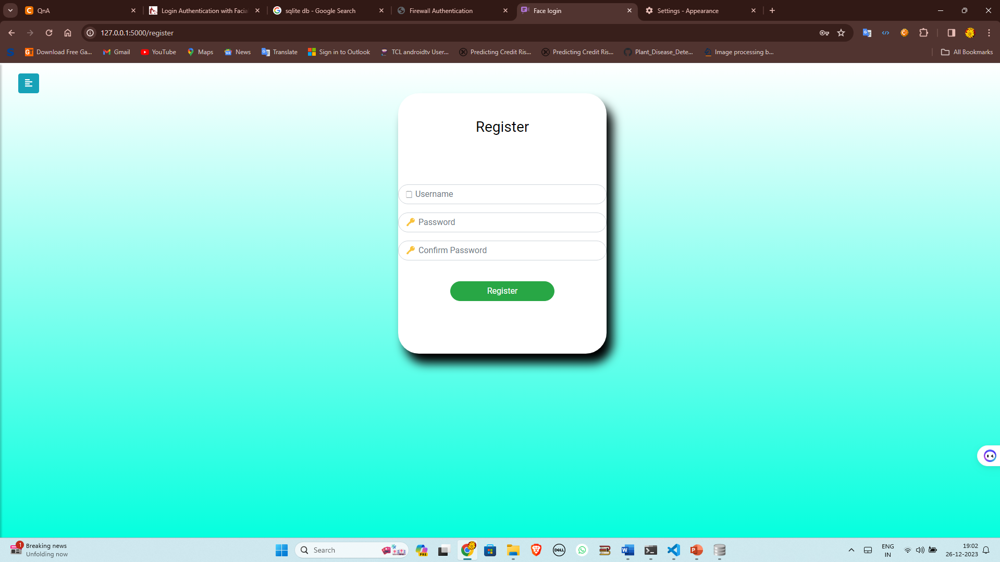 QnA
Login Authentication with Facia
sqlite db - Google Search
Firewall Authentication
Face login
Settings - Appearance
127.0.0.1:5000/register
Download Free Ga...
Gmail
YouTube
Maps
News
Translate
Sign in to Outlook
TCL androidtv User...
Predicting Credit Ris...
Predicting Credit Ris...
Plant_Disease_Dete...
Image processing b...
All Bookmarks
Register
Username
Password
Confirm Password
Register
1
Breaking news
Unfolding now
Search
PRE
DELL
ENG
IN
19:02
26-12-2023